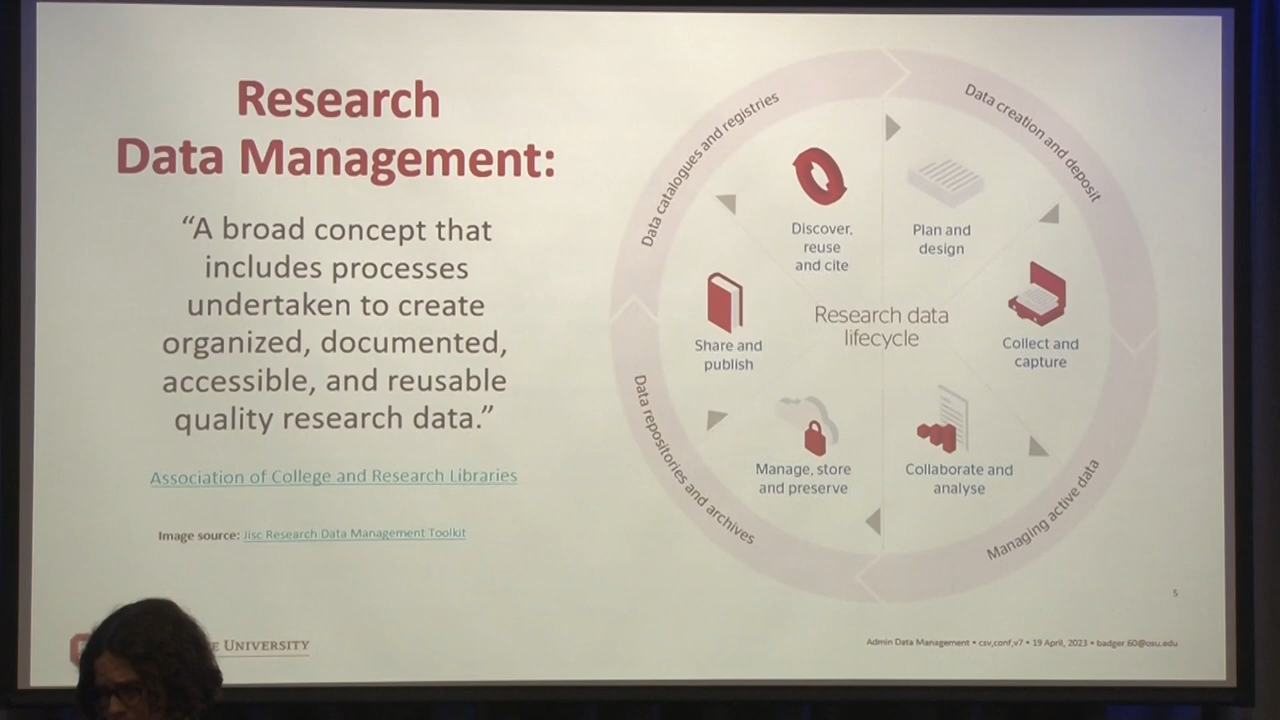 Research
Data Management:
“A broad concept that
includes processes
undertaken to create
organized, documented,
accessible, and reusable
quality research data.”
Association of College and Research Libraries
Image source: Jisc Research Data Management Toolkit
Data catalogues and registries
Data creation and deposit
Discover,
reuse
and cite
Plan and
design
Share and
publish
Research data
lifecycle
Collect and
capture
Manage, store
and preserve
Collaborate and
analyse
Data repositories and archives
Managing active data
5
UNIVERSITY
Admin Data Management • csv,conf,v7 • 19 April, 2023 • badger.60@osu.edu